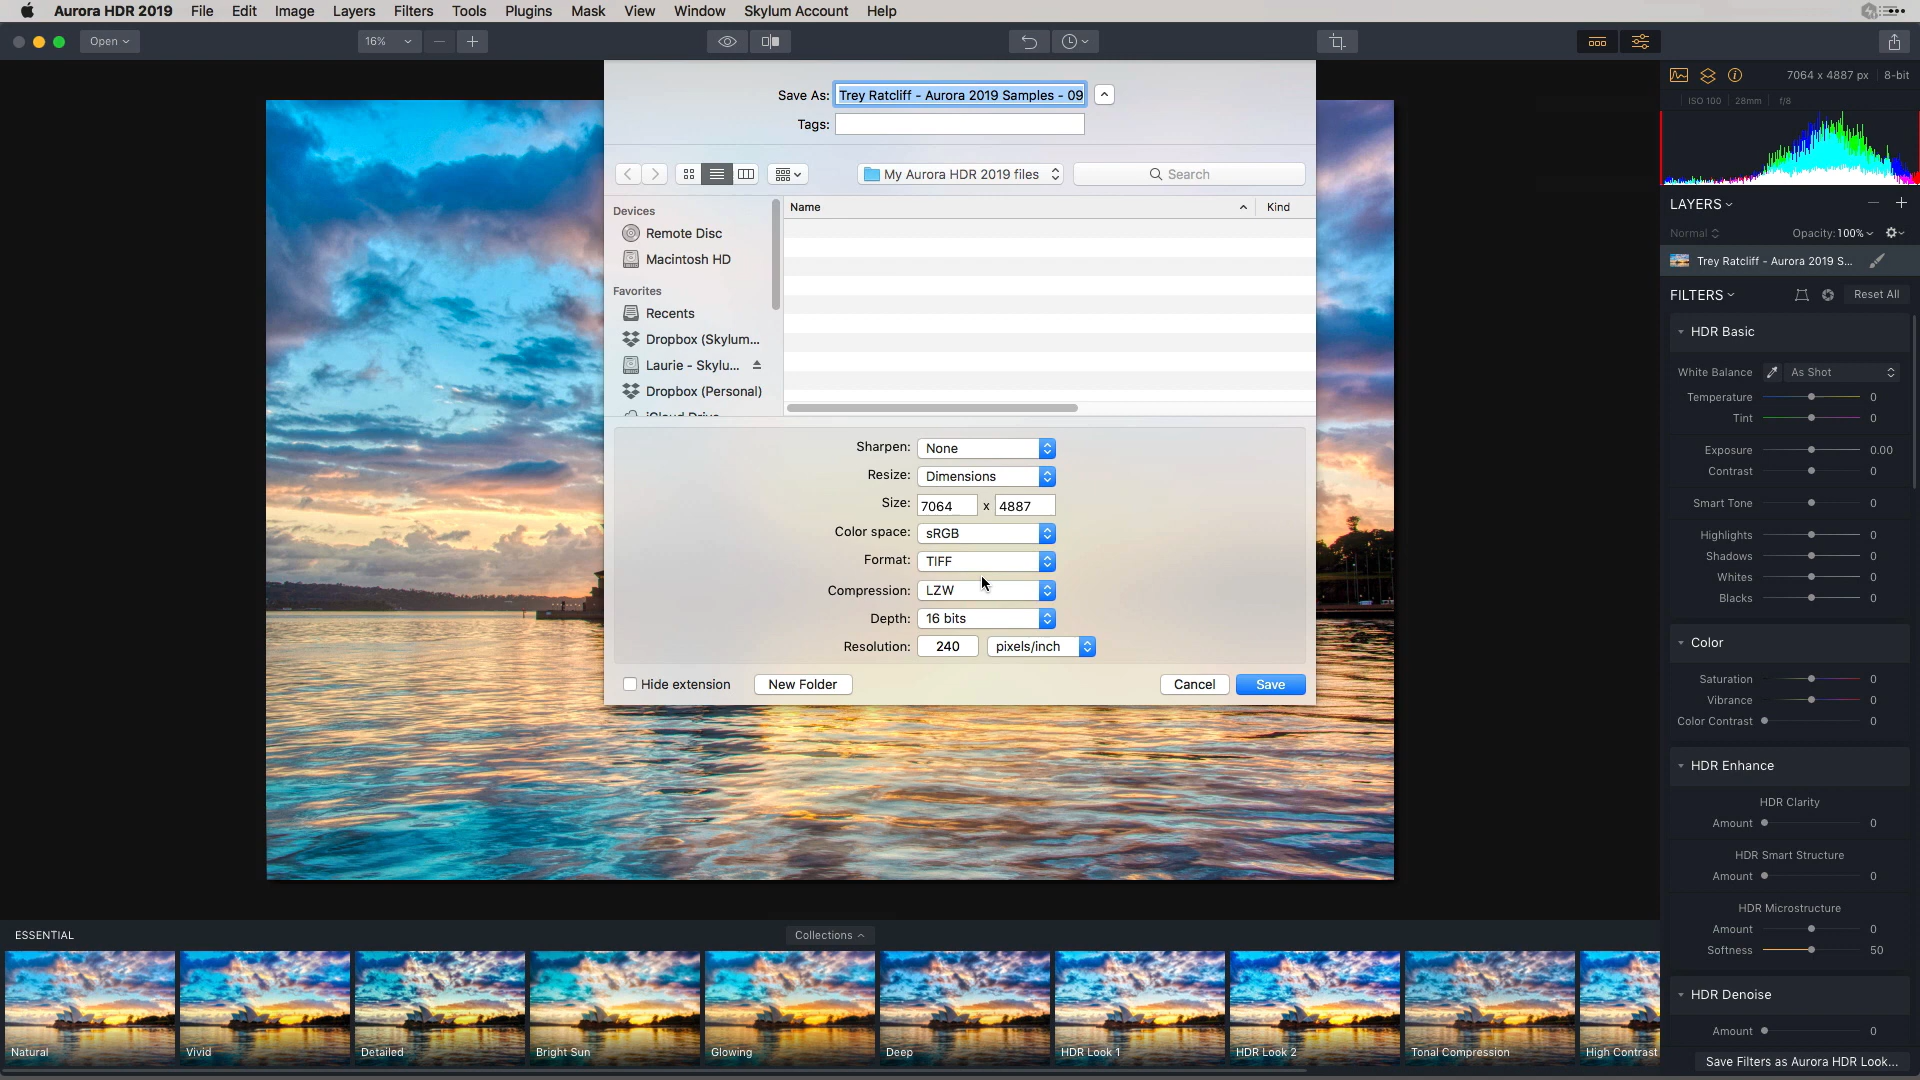 Aurora HDR 2019 File Edit Image Layers Filters Tools Plugins Mask View Window Skylum Account Help
Open 16%
7064 x 4887 px 8-bit
ISO 100 28mm f/8
Save As: Trey Ratcliff - Aurora 2019 Samples - 09
Tags:
My Aurora HDR 2019 files Search
Name Kind
Devices
Remote Disc
Macintosh HD
Favorites
Recents
Dropbox (Skylum...
Laurie - Skylu...
Dropbox (Personal)
iCloud Drive
Sharpen: None
Resize: Dimensions
Size: 7064 x 4887
Color space: sRGB
Format: TIFF
Compression: LZW
Depth: 16 bits
Resolution: 240 pixels/inch
Hide extension New Folder Cancel Save
LAYERS
Normal Opacity: 100%
Trey Ratcliff - Aurora 2019 S...
FILTERS Reset All
HDR Basic
White Balance As Shot
Temperature 0
Tint 0
Exposure 0.00
Contrast 0
Smart Tone 0
Highlights 0
Shadows 0
Whites 0
Blacks 0
Color
Saturation 0
Vibrance 0
Color Contrast 0
HDR Enhance
HDR Clarity
Amount 0
HDR Smart Structure
Amount 0
HDR Microstructure
Amount 0
Softness 50
HDR Denoise
Amount 0
Save Filters as Aurora HDR Look...
ESSENTIAL Collections
Natural Vivid Detailed Bright Sun Glowing Deep HDR Look 1 HDR Look 2 Tonal Compression High Contrast